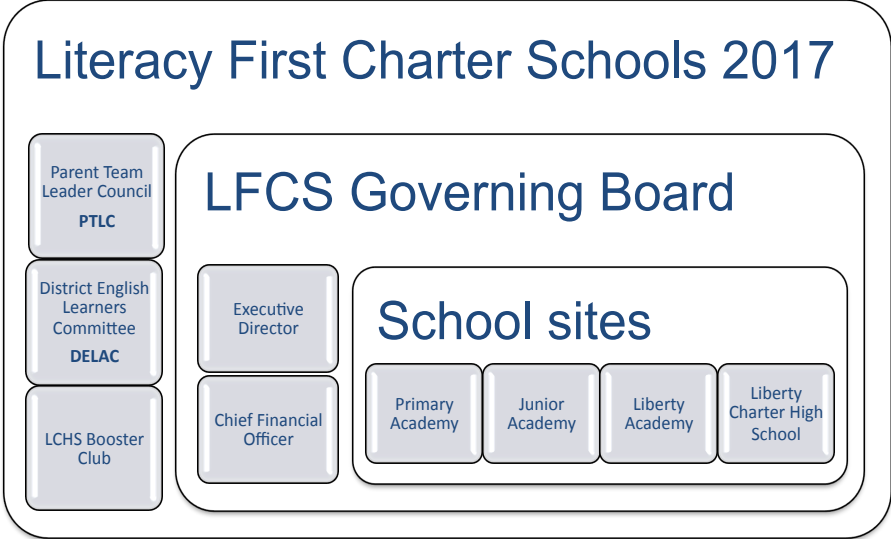 Literacy First Charter Schools 2017
Parent Team
Leader Council
PTLC
District English
Learners
Committee
DELAC
LCHS Booster
Club
LFCS Governing Board
Executive
Director
Chief Financial
Officer
School sites
Primary
Academy
Junior
Academy
Liberty
Academy
Liberty
Charter High
School